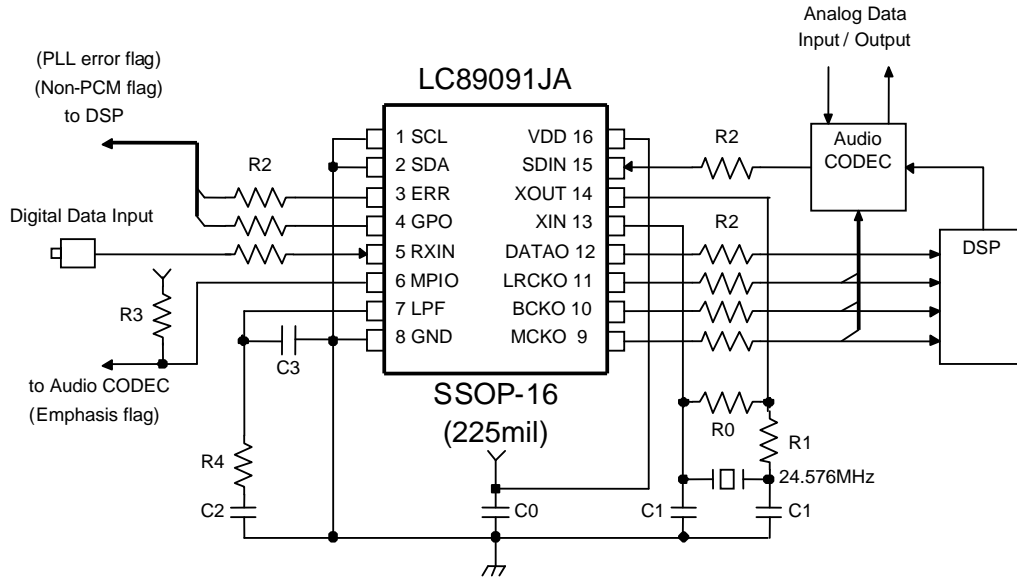 Analog Data
Input / Output
(PLL error flag)
(Non-PCM flag)
to DSP
LC89091JA
1 SCL
2 SDA
3 ERR
4 GPO
5 RXIN
6 MPIO
7 LPF
8 GND
VDD 16
SDIN 15
XOUT 14
XIN 13
DATAO 12
LRCKO 11
BCKO 10
MCKO 9
R2
R2
Audio
CODEC
Digital Data Input
R2
DSP
R3
C3
to Audio CODEC
(Emphasis flag)
SSOP-16
(225mil)
R0
R1
R4
24.576MHz
C2
C0
C1
C1